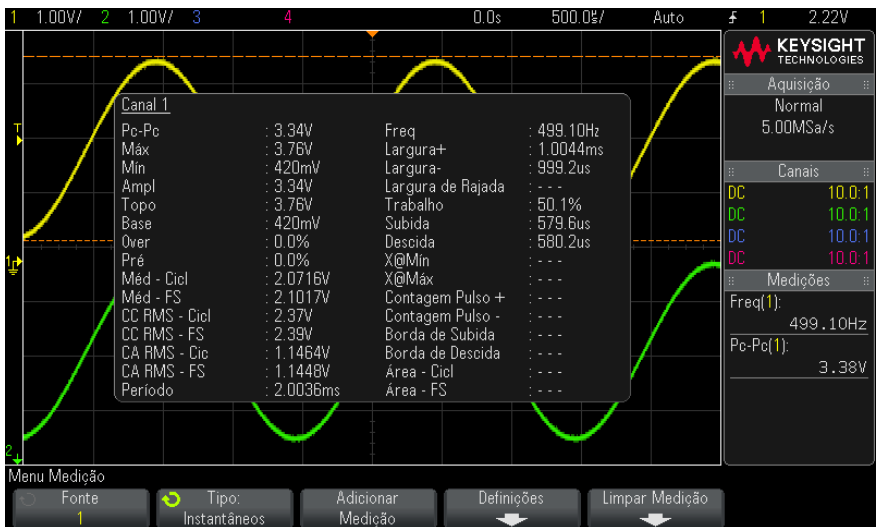 1 1.00V/ 2 1.00V/ 3 4 0.0s 500.0㎲/ Auto 1 2.22V
KEYSIGHT
TECHNOLOGIES
Aquisição
Normal
5.00MSa/s
Canais
DC 10.0:1
DC 10.0:1
DC 10.0:1
DC 10.0:1
Medições
Freq(1):
499.10Hz
Pc-Pc(1):
3.38V
T
1
2
Canal 1
Pc-Pc : 3.34V Freq : 499.10Hz
Máx : 3.76V Largura+ : 1.0044ms
Mín : 420mV Largura- : 999.2us
Ampl : 3.34V Largura de Rajada : - - -
Topo : 3.76V Trabalho : 50.1%
Base : 420mV Subida : 579.6us
Over : 0.0% Descida : 580.2us
Pré : 0.0% X@Mín : - - -
Méd - Cicl : 2.0716V X@Máx : - - -
Méd - FS : 2.1017V Contagem Pulso + : - - -
CC RMS - Cicl : 2.37V Contagem Pulso - : - - -
CC RMS - FS : 2.39V Borda de Subida : - - -
CA RMS - Cic : 1.1464V Borda de Descida : - - -
CA RMS - FS : 1.1448V Área - Cicl : - - -
Período : 2.0036ms Área - FS : - - -
Menu Medição
Fonte
1
Tipo:
Instantâneos
Adicionar
Medição
Definições
Limpar Medição